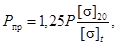 Pпр = 1,25P [σ]20 / [σ]t,